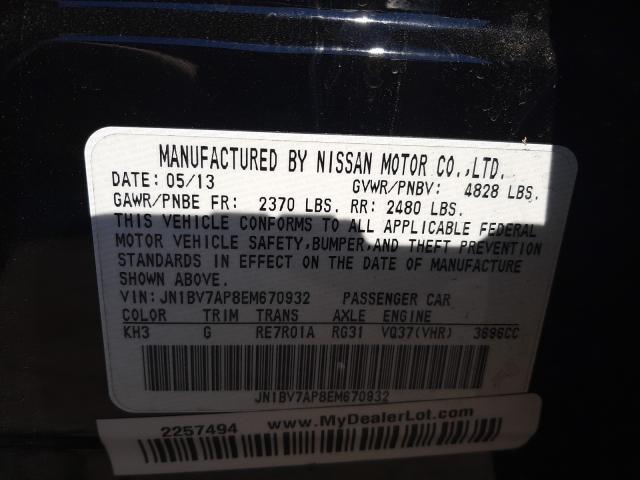 MANUFACTURED BY NISSAN MOTOR CO.,LTD.
DATE: 05/13 GVWR/PNBV: 4828 LBS.
GAWR/PNBE FR: 2370 LBS. RR: 2480 LBS.
THIS VEHICLE CONFORMS TO ALL APPLICABLE FEDERAL
MOTOR VEHICLE SAFETY,BUMPER,AND THEFT PREVENTION
STANDARDS IN EFFECT ON THE DATE OF MANUFACTURE
SHOWN ABOVE.
VIN:JN1BV7AP8EM670932 PASSENGER CAR
COLOR TRIM TRANS AXLE ENGINE
KH3 G RE7R01A RG31 VQ37(VHR) 3696CC
JN1BV7AP8EM670932
2257494 www.MyDealerLot.com